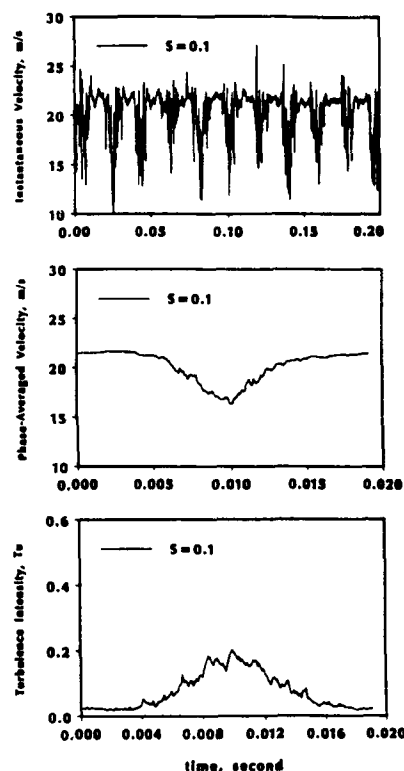 Instantaneous Velocity, m/s
S=0.1
30
25
20
15
10
0.00 0.05 0.10 0.15 0.20
Phase-Averaged Velocity, m/s
S=0.1
30
25
20
15
10
0.000 0.005 0.010 0.015 0.020
Turbulence Intensity, Tu
S=0.1
0.6
0.4
0.2
0.0
0.000 0.004 0.008 0.012 0.016 0.020
time, second